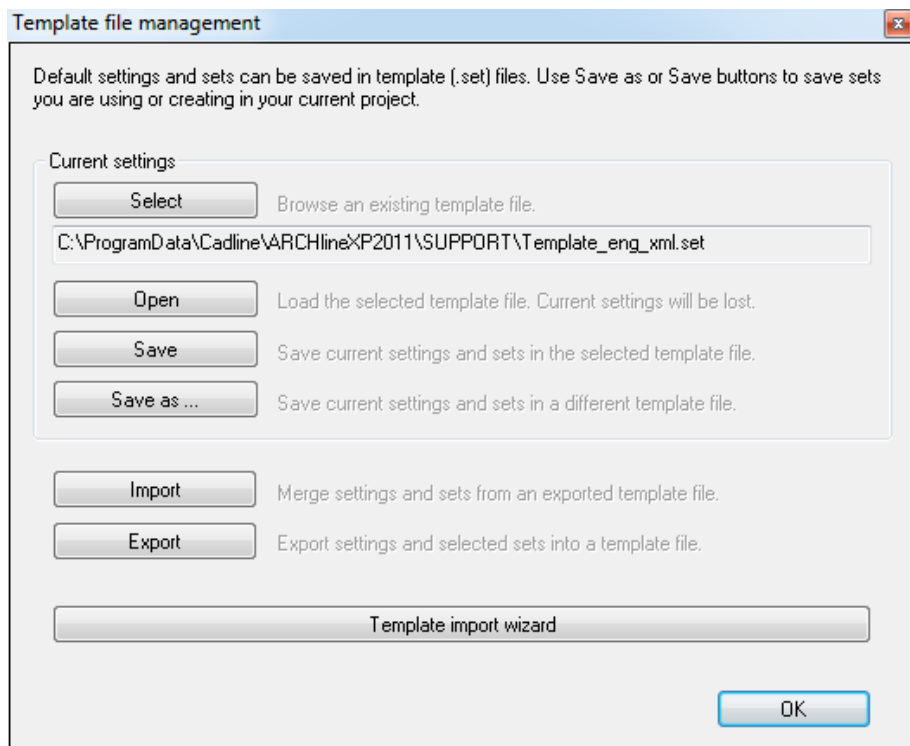 Template file management
Default settings and sets can be saved in template (.set) files. Use Save as or Save buttons to save sets
you are using or creating in your current project.
Current settings
Select Browse an existing template file.
C:\ProgramData\Cadline\ARCHlineXP2011\SUPPORT\Template_eng_xml.set
Open Load the selected template file. Current settings will be lost.
Save Save current settings and sets in the selected template file.
Save as ... Save current settings and sets in a different template file.
Import Merge settings and sets from an exported template file.
Export Export settings and selected sets into a template file.
Template import wizard
OK